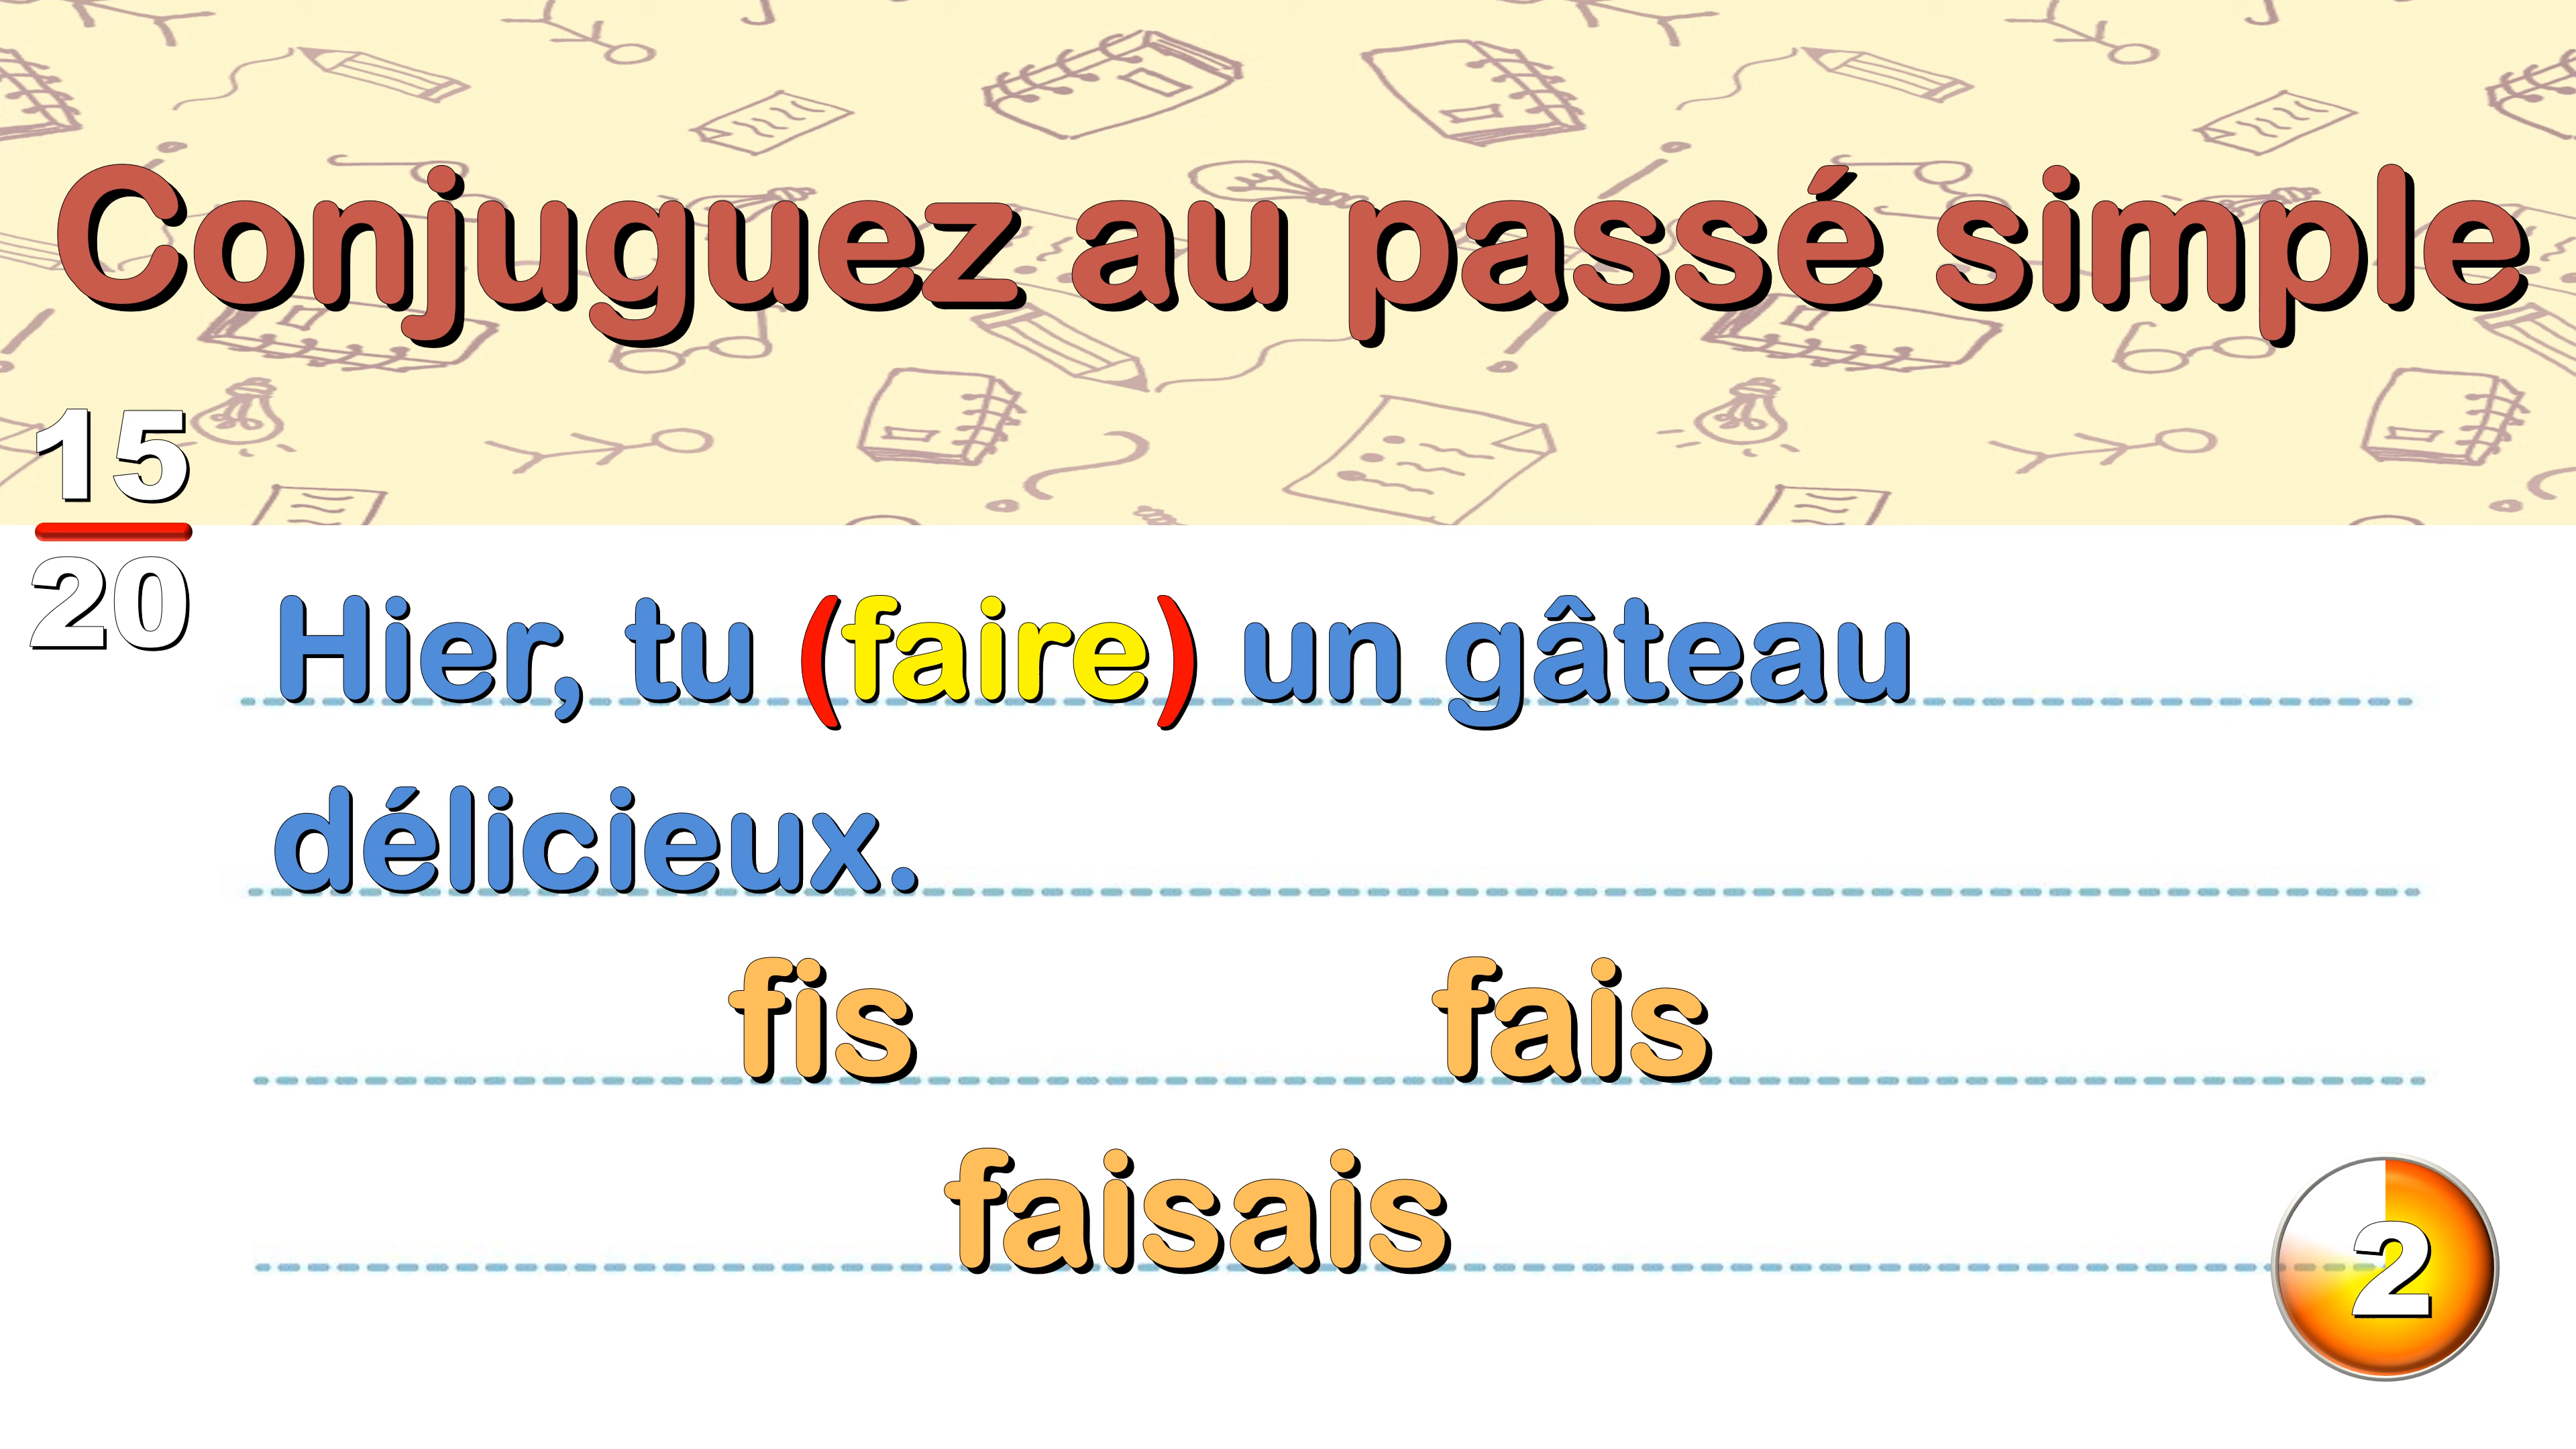 Conjuguez au passé simple
15
20
Hier, tu (faire) un gâteau
délicieux.
fis fais
faisais
2